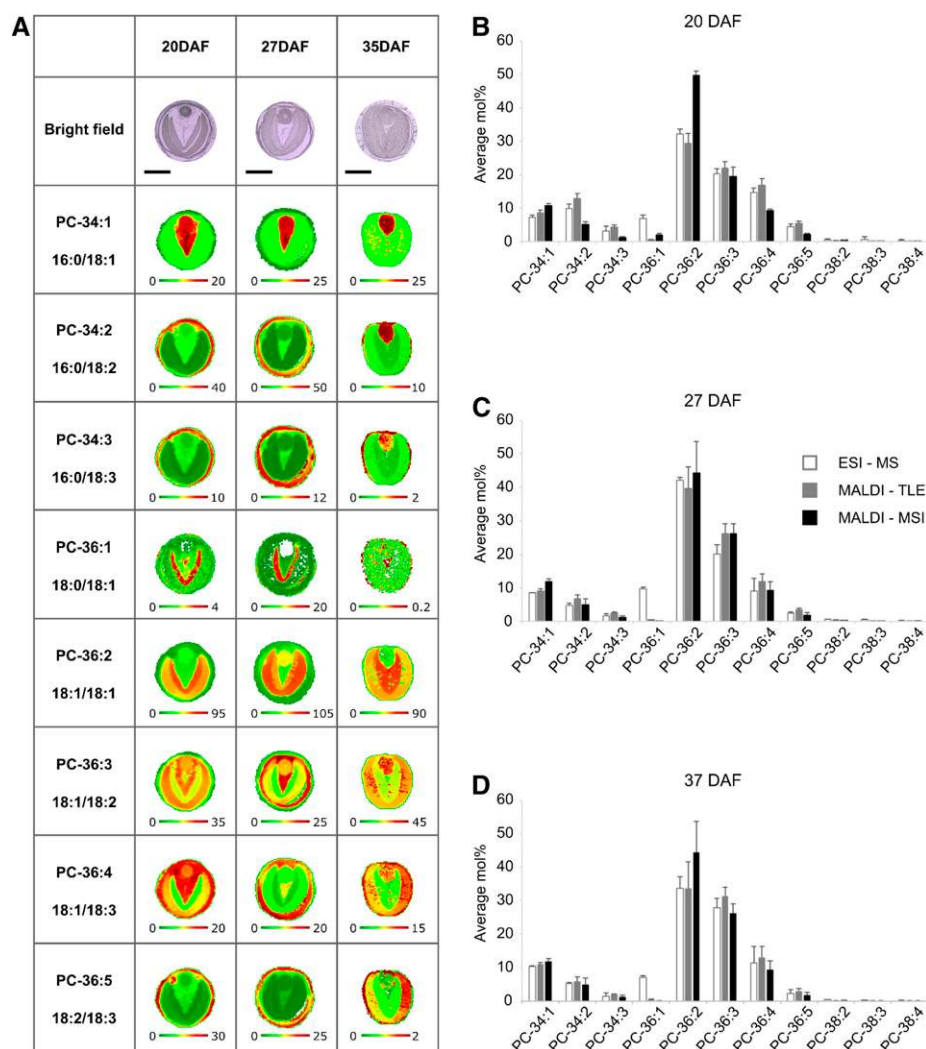 A
20DAF 27DAF 35DAF
Bright field
PC-34:1
16:0/18:1
0 20 0 25 0 25
PC-34:2
16:0/18:2
0 40 0 50 0 10
PC-34:3
16:0/18:3
0 10 0 12 0 2
PC-36:1
18:0/18:1
0 4 0 20 0 0.2
PC-36:2
18:1/18:1
0 95 0 105 0 90
PC-36:3
18:1/18:2
0 35 0 25 0 45
PC-36:4
18:1/18:3
0 20 0 20 0 15
PC-36:5
18:2/18:3
0 30 0 25 0 2
B
20 DAF
Average mol%
60
50
40
30
20
10
0
PC-34:1 PC-34:2 PC-34:3 PC-36:1 PC-36:2 PC-36:3 PC-36:4 PC-36:5 PC-38:2 PC-38:3 PC-38:4
C
27 DAF
Average mol%
60
50
40
30
20
10
0
PC-34:1 PC-34:2 PC-34:3 PC-36:1 PC-36:2 PC-36:3 PC-36:4 PC-36:5 PC-38:2 PC-38:3 PC-38:4
ESI - MS
MALDI - TLE
MALDI - MSI
D
37 DAF
Average mol%
60
50
40
30
20
10
0
PC-34:1 PC-34:2 PC-34:3 PC-36:1 PC-36:2 PC-36:3 PC-36:4 PC-36:5 PC-38:2 PC-38:3 PC-38:4